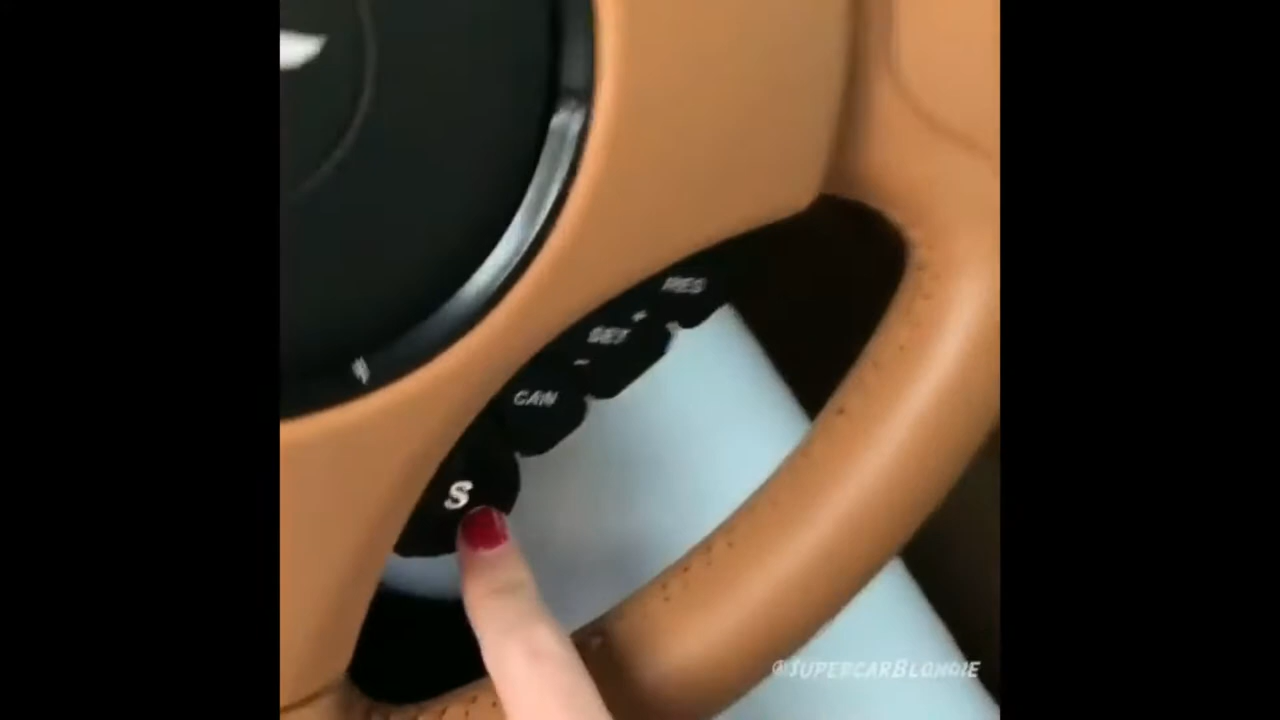 RES
+
SET
-
CAN
S
@SUPERCARBLONDIE